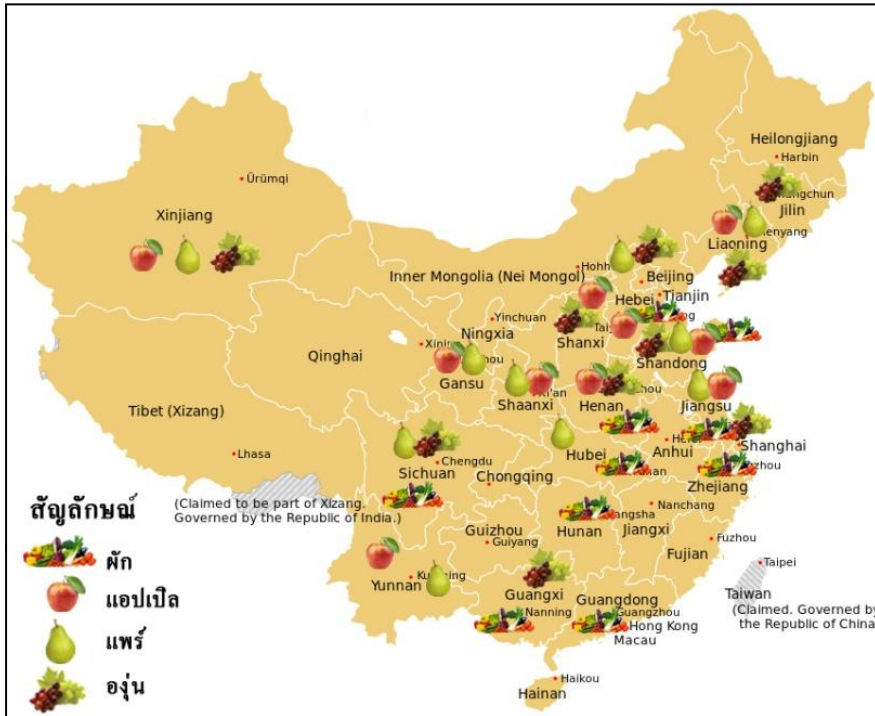 Heilongjiang
Harbin
Ürümqi
Xinjiang
Jilin
Liaoning
Inner Mongolia (Nei Mongol)
Beijing
Hebei
Tianjin
Yinchuan
Ningxia
Shanxi
Qinghai
Gansu
Shaanxi
Henan
Shandong
Jiangsu
Tibet (Xizang)
Lhasa
Sichuan
Chengdu
Chongqing
Hubei
Anhui
Shanghai
Zhejiang
(Claimed to be part of Xizang.
Governed by the Republic of India.)
Nanchang
Hunan
Jiangxi
Guizhou
Guiyang
Fujian
Fuzhou
Yunnan
Guangxi
Nanning
Guangdong
Guangzhou
Hong Kong
Macau
Taipei
Taiwan
(Claimed. Governed by
the Republic of China
Haikou
Hainan
สัญลักษณ์
ผัก
แอปเปิล
แพร์
องุ่น